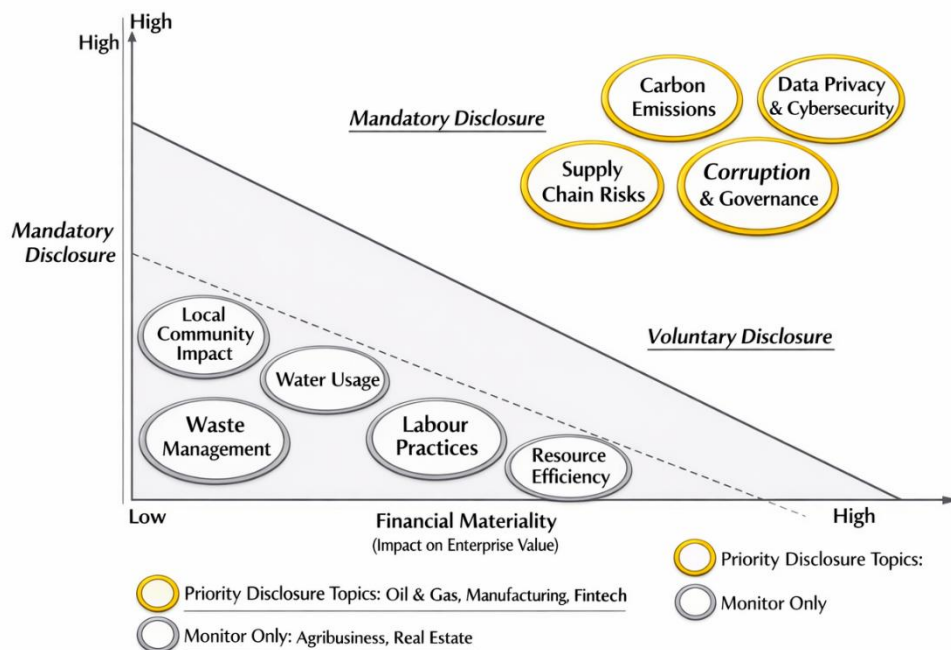 High
High
Mandatory Disclosure
Carbon
Emissions
Data Privacy
& Cybersecurity
Supply
Chain Risks
Corruption
& Governance
Mandatory
Disclosure
Voluntary Disclosure
Local
Community
Impact
Water Usage
Waste
Management
Labour
Practices
Resource
Efficiency
Low
Financial Materiality
(Impact on Enterprise Value)
High
Priority Disclosure Topics:
Monitor Only
Priority Disclosure Topics: Oil & Gas, Manufacturing, Fintech
Monitor Only: Agribusiness, Real Estate